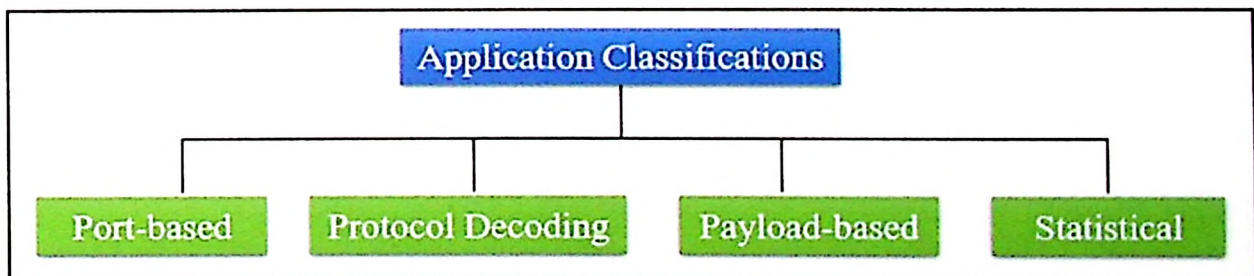 Application Classifications
Port-based
Protocol Decoding
Payload-based
Statistical